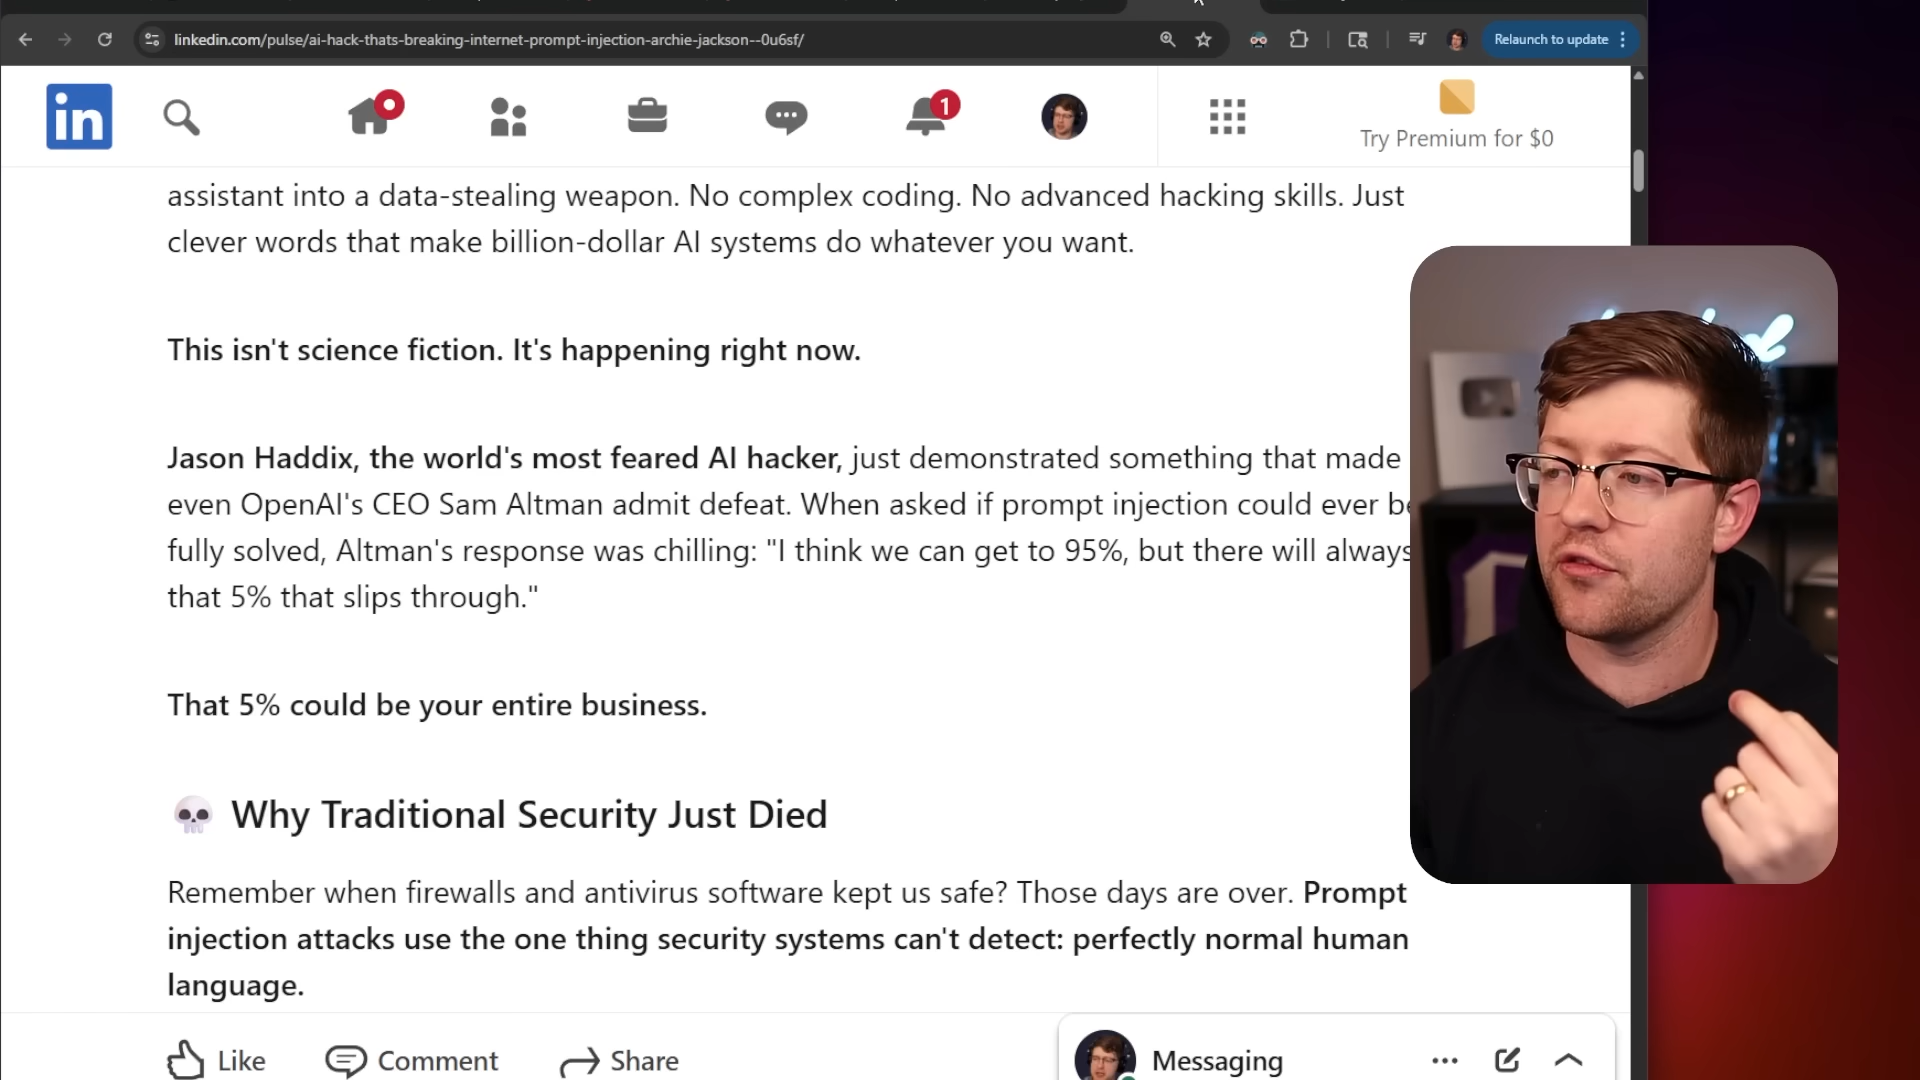 linkedin.com/pulse/ai-hack-thats-breaking-internet-prompt-injection-archie-jackson--0u6sf/
Relaunch to update
in
1
Try Premium for $0
assistant into a data-stealing weapon. No complex coding. No advanced hacking skills. Just
clever words that make billion-dollar AI systems do whatever you want.
This isn't science fiction. It's happening right now.
Jason Haddix, the world's most feared AI hacker, just demonstrated something that made
even OpenAI's CEO Sam Altman admit defeat. When asked if prompt injection could ever be
fully solved, Altman's response was chilling: "I think we can get to 95%, but there will always
that 5% that slips through."
That 5% could be your entire business.
💀 Why Traditional Security Just Died
Remember when firewalls and antivirus software kept us safe? Those days are over. Prompt
injection attacks use the one thing security systems can't detect: perfectly normal human
language.
Like
Comment
Share
Messaging